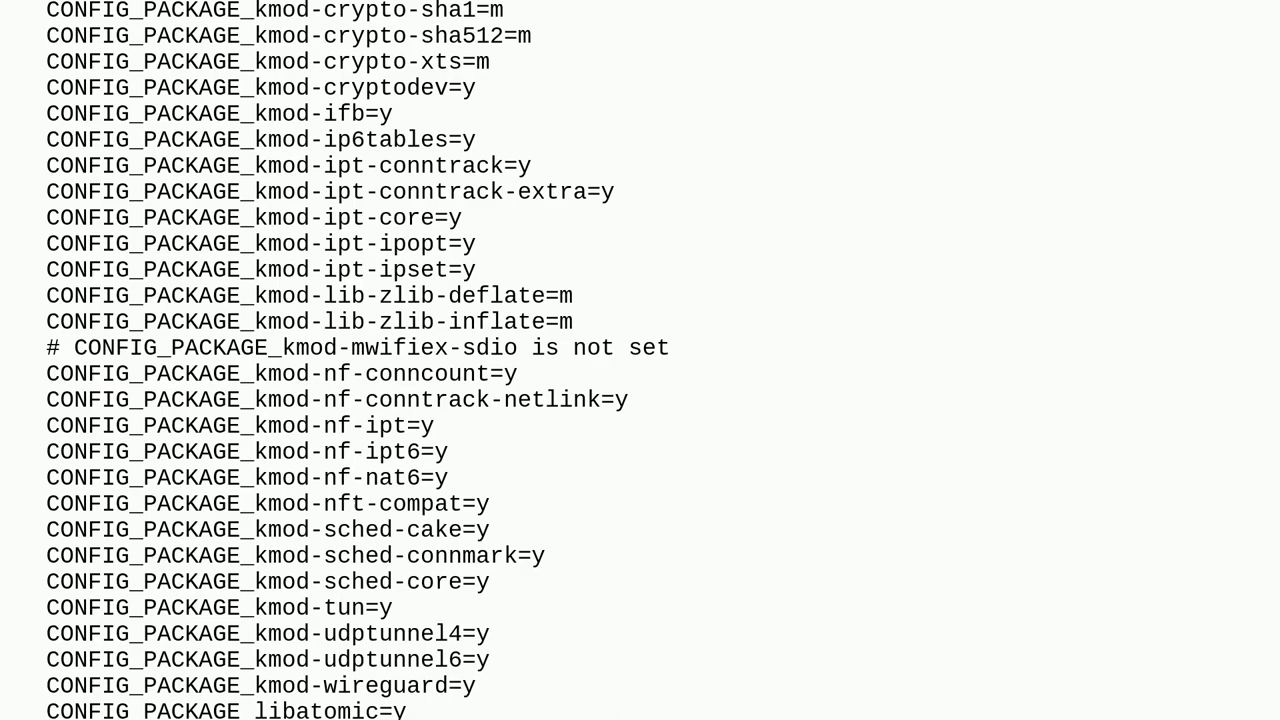 CONFIG_PACKAGE_kmod-crypto-sha1=m
CONFIG_PACKAGE_kmod-crypto-sha512=m
CONFIG_PACKAGE_kmod-crypto-xts=m
CONFIG_PACKAGE_kmod-cryptodev=y
CONFIG_PACKAGE_kmod-ifb=y
CONFIG_PACKAGE_kmod-ip6tables=y
CONFIG_PACKAGE_kmod-ipt-conntrack=y
CONFIG_PACKAGE_kmod-ipt-conntrack-extra=y
CONFIG_PACKAGE_kmod-ipt-core=y
CONFIG_PACKAGE_kmod-ipt-ipopt=y
CONFIG_PACKAGE_kmod-ipt-ipset=y
CONFIG_PACKAGE_kmod-lib-zlib-deflate=m
CONFIG_PACKAGE_kmod-lib-zlib-inflate=m
# CONFIG_PACKAGE_kmod-mwifiex-sdio is not set
CONFIG_PACKAGE_kmod-nf-conncount=y
CONFIG_PACKAGE_kmod-nf-conntrack-netlink=y
CONFIG_PACKAGE_kmod-nf-ipt=y
CONFIG_PACKAGE_kmod-nf-ipt6=y
CONFIG_PACKAGE_kmod-nf-nat6=y
CONFIG_PACKAGE_kmod-nft-compat=y
CONFIG_PACKAGE_kmod-sched-cake=y
CONFIG_PACKAGE_kmod-sched-connmark=y
CONFIG_PACKAGE_kmod-sched-core=y
CONFIG_PACKAGE_kmod-tun=y
CONFIG_PACKAGE_kmod-udptunnel4=y
CONFIG_PACKAGE_kmod-udptunnel6=y
CONFIG_PACKAGE_kmod-wireguard=y
CONFIG_PACKAGE_libatomic=y